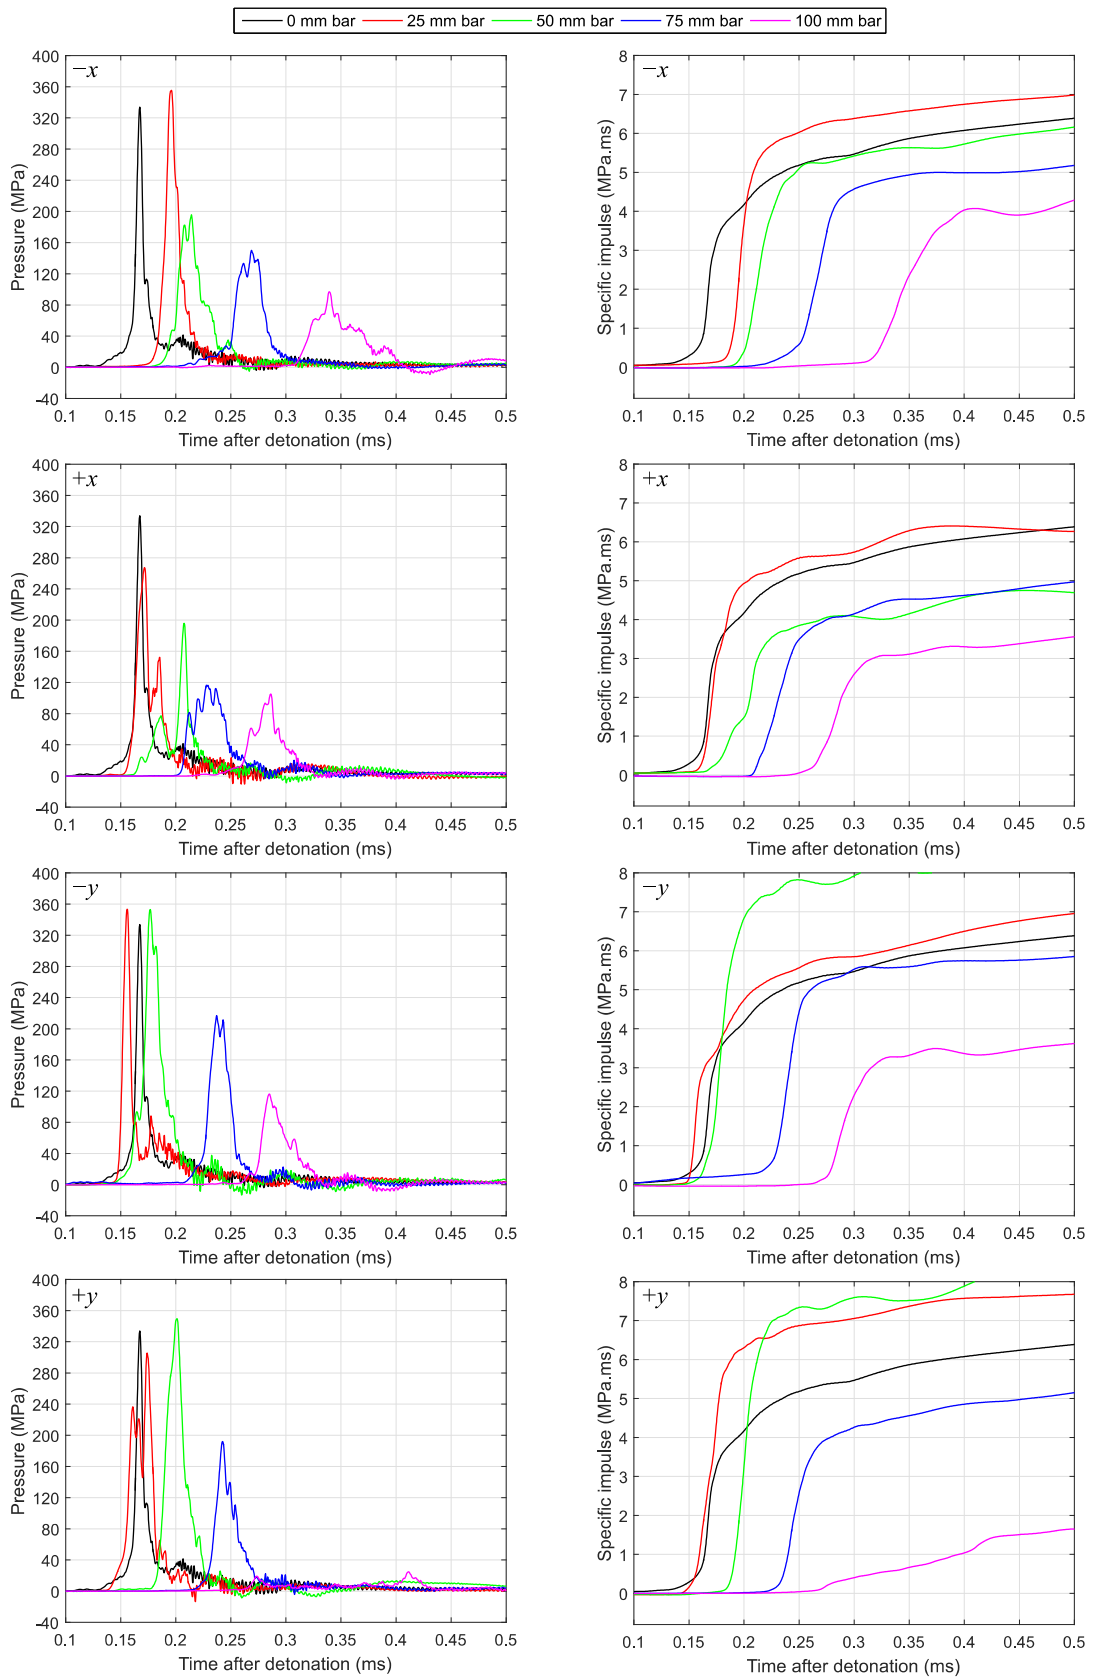 0 mm bar 25 mm bar 50 mm bar 75 mm bar 100 mm bar
−x
400
360
320
280
240
200
160
120
80
40
0
−40
Pressure (MPa)
0.1 0.15 0.2 0.25 0.3 0.35 0.4 0.45 0.5
Time after detonation (ms)
−x
8
7
6
5
4
3
2
1
0
Specific impulse (MPa.ms)
0.1 0.15 0.2 0.25 0.3 0.35 0.4 0.45 0.5
Time after detonation (ms)
+x
400
360
320
280
240
200
160
120
80
40
0
−40
Pressure (MPa)
0.1 0.15 0.2 0.25 0.3 0.35 0.4 0.45 0.5
Time after detonation (ms)
+x
8
7
6
5
4
3
2
1
0
Specific impulse (MPa.ms)
0.1 0.15 0.2 0.25 0.3 0.35 0.4 0.45 0.5
Time after detonation (ms)
−y
400
360
320
280
240
200
160
120
80
40
0
−40
Pressure (MPa)
0.1 0.15 0.2 0.25 0.3 0.35 0.4 0.45 0.5
Time after detonation (ms)
−y
8
7
6
5
4
3
2
1
0
Specific impulse (MPa.ms)
0.1 0.15 0.2 0.25 0.3 0.35 0.4 0.45 0.5
Time after detonation (ms)
+y
400
360
320
280
240
200
160
120
80
40
0
−40
Pressure (MPa)
0.1 0.15 0.2 0.25 0.3 0.35 0.4 0.45 0.5
Time after detonation (ms)
+y
8
7
6
5
4
3
2
1
0
Specific impulse (MPa.ms)
0.1 0.15 0.2 0.25 0.3 0.35 0.4 0.45 0.5
Time after detonation (ms)